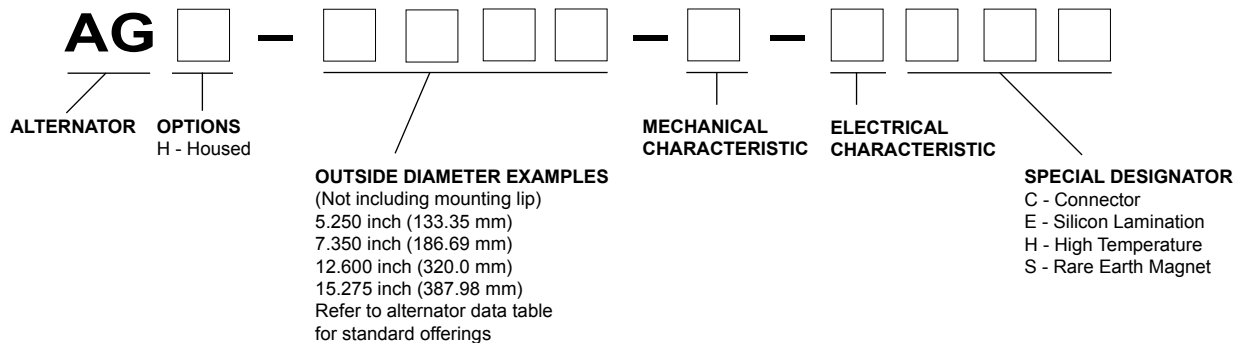 AG — — —
ALTERNATOR
OPTIONS
H - Housed
OUTSIDE DIAMETER EXAMPLES
(Not including mounting lip)
5.250 inch (133.35 mm)
7.350 inch (186.69 mm)
12.600 inch (320.0 mm)
15.275 inch (387.98 mm)
Refer to alternator data table
for standard offerings
MECHANICAL
CHARACTERISTIC
ELECTRICAL
CHARACTERISTIC
SPECIAL DESIGNATOR
C - Connector
E - Silicon Lamination
H - High Temperature
S - Rare Earth Magnet